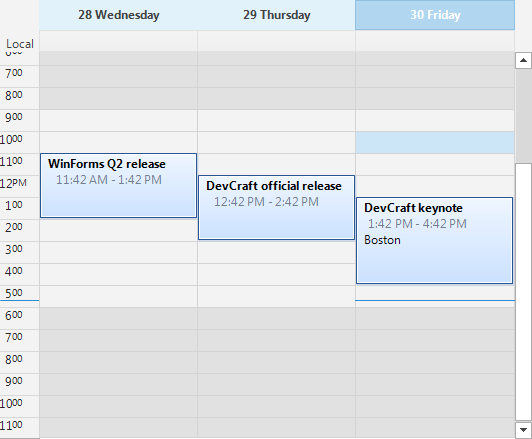 28 Wednesday
29 Thursday
30 Friday
Local
7 00
8 00
9 00
10 00
11 00
12 PM
1 00
2 00
3 00
4 00
5 00
6 00
7 00
8 00
9 00
10 00
11 00
WinForms Q2 release
11:42 AM - 1:42 PM
DevCraft official release
12:42 PM - 2:42 PM
DevCraft keynote
1:42 PM - 4:42 PM
Boston